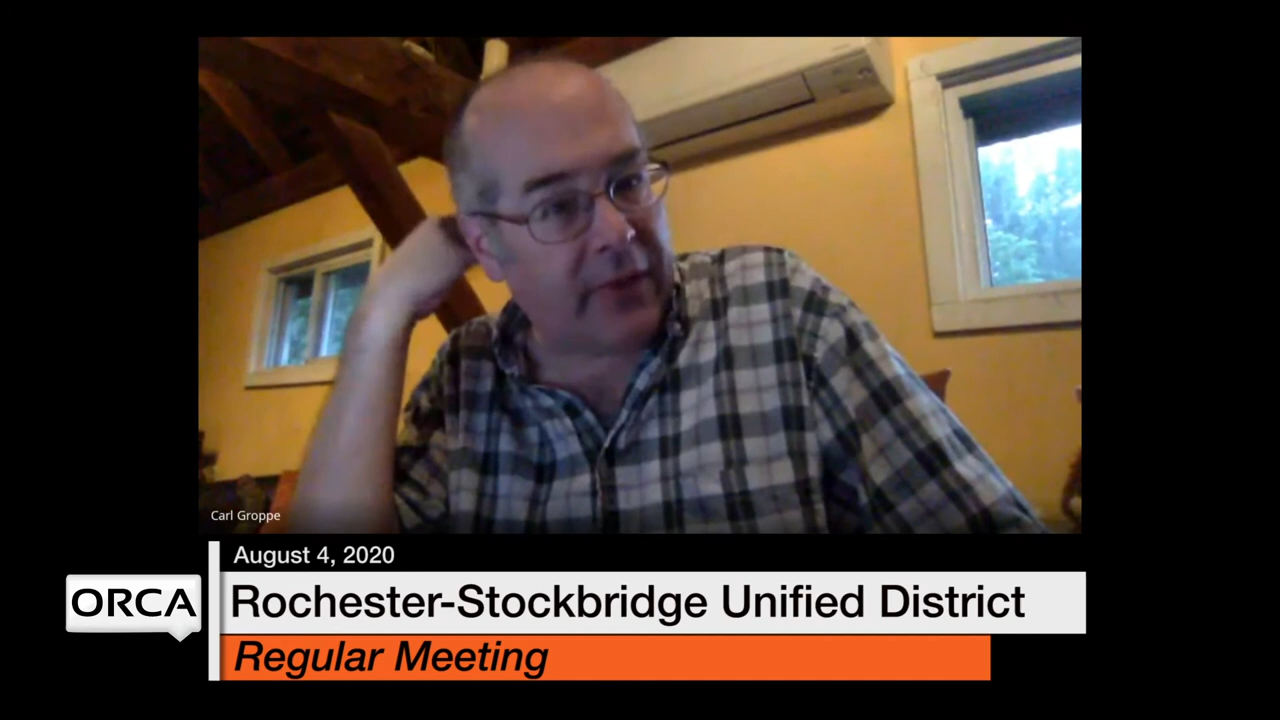 Carl Groppe
August 4, 2020
ORCA
Rochester-Stockbridge Unified District
Regular Meeting